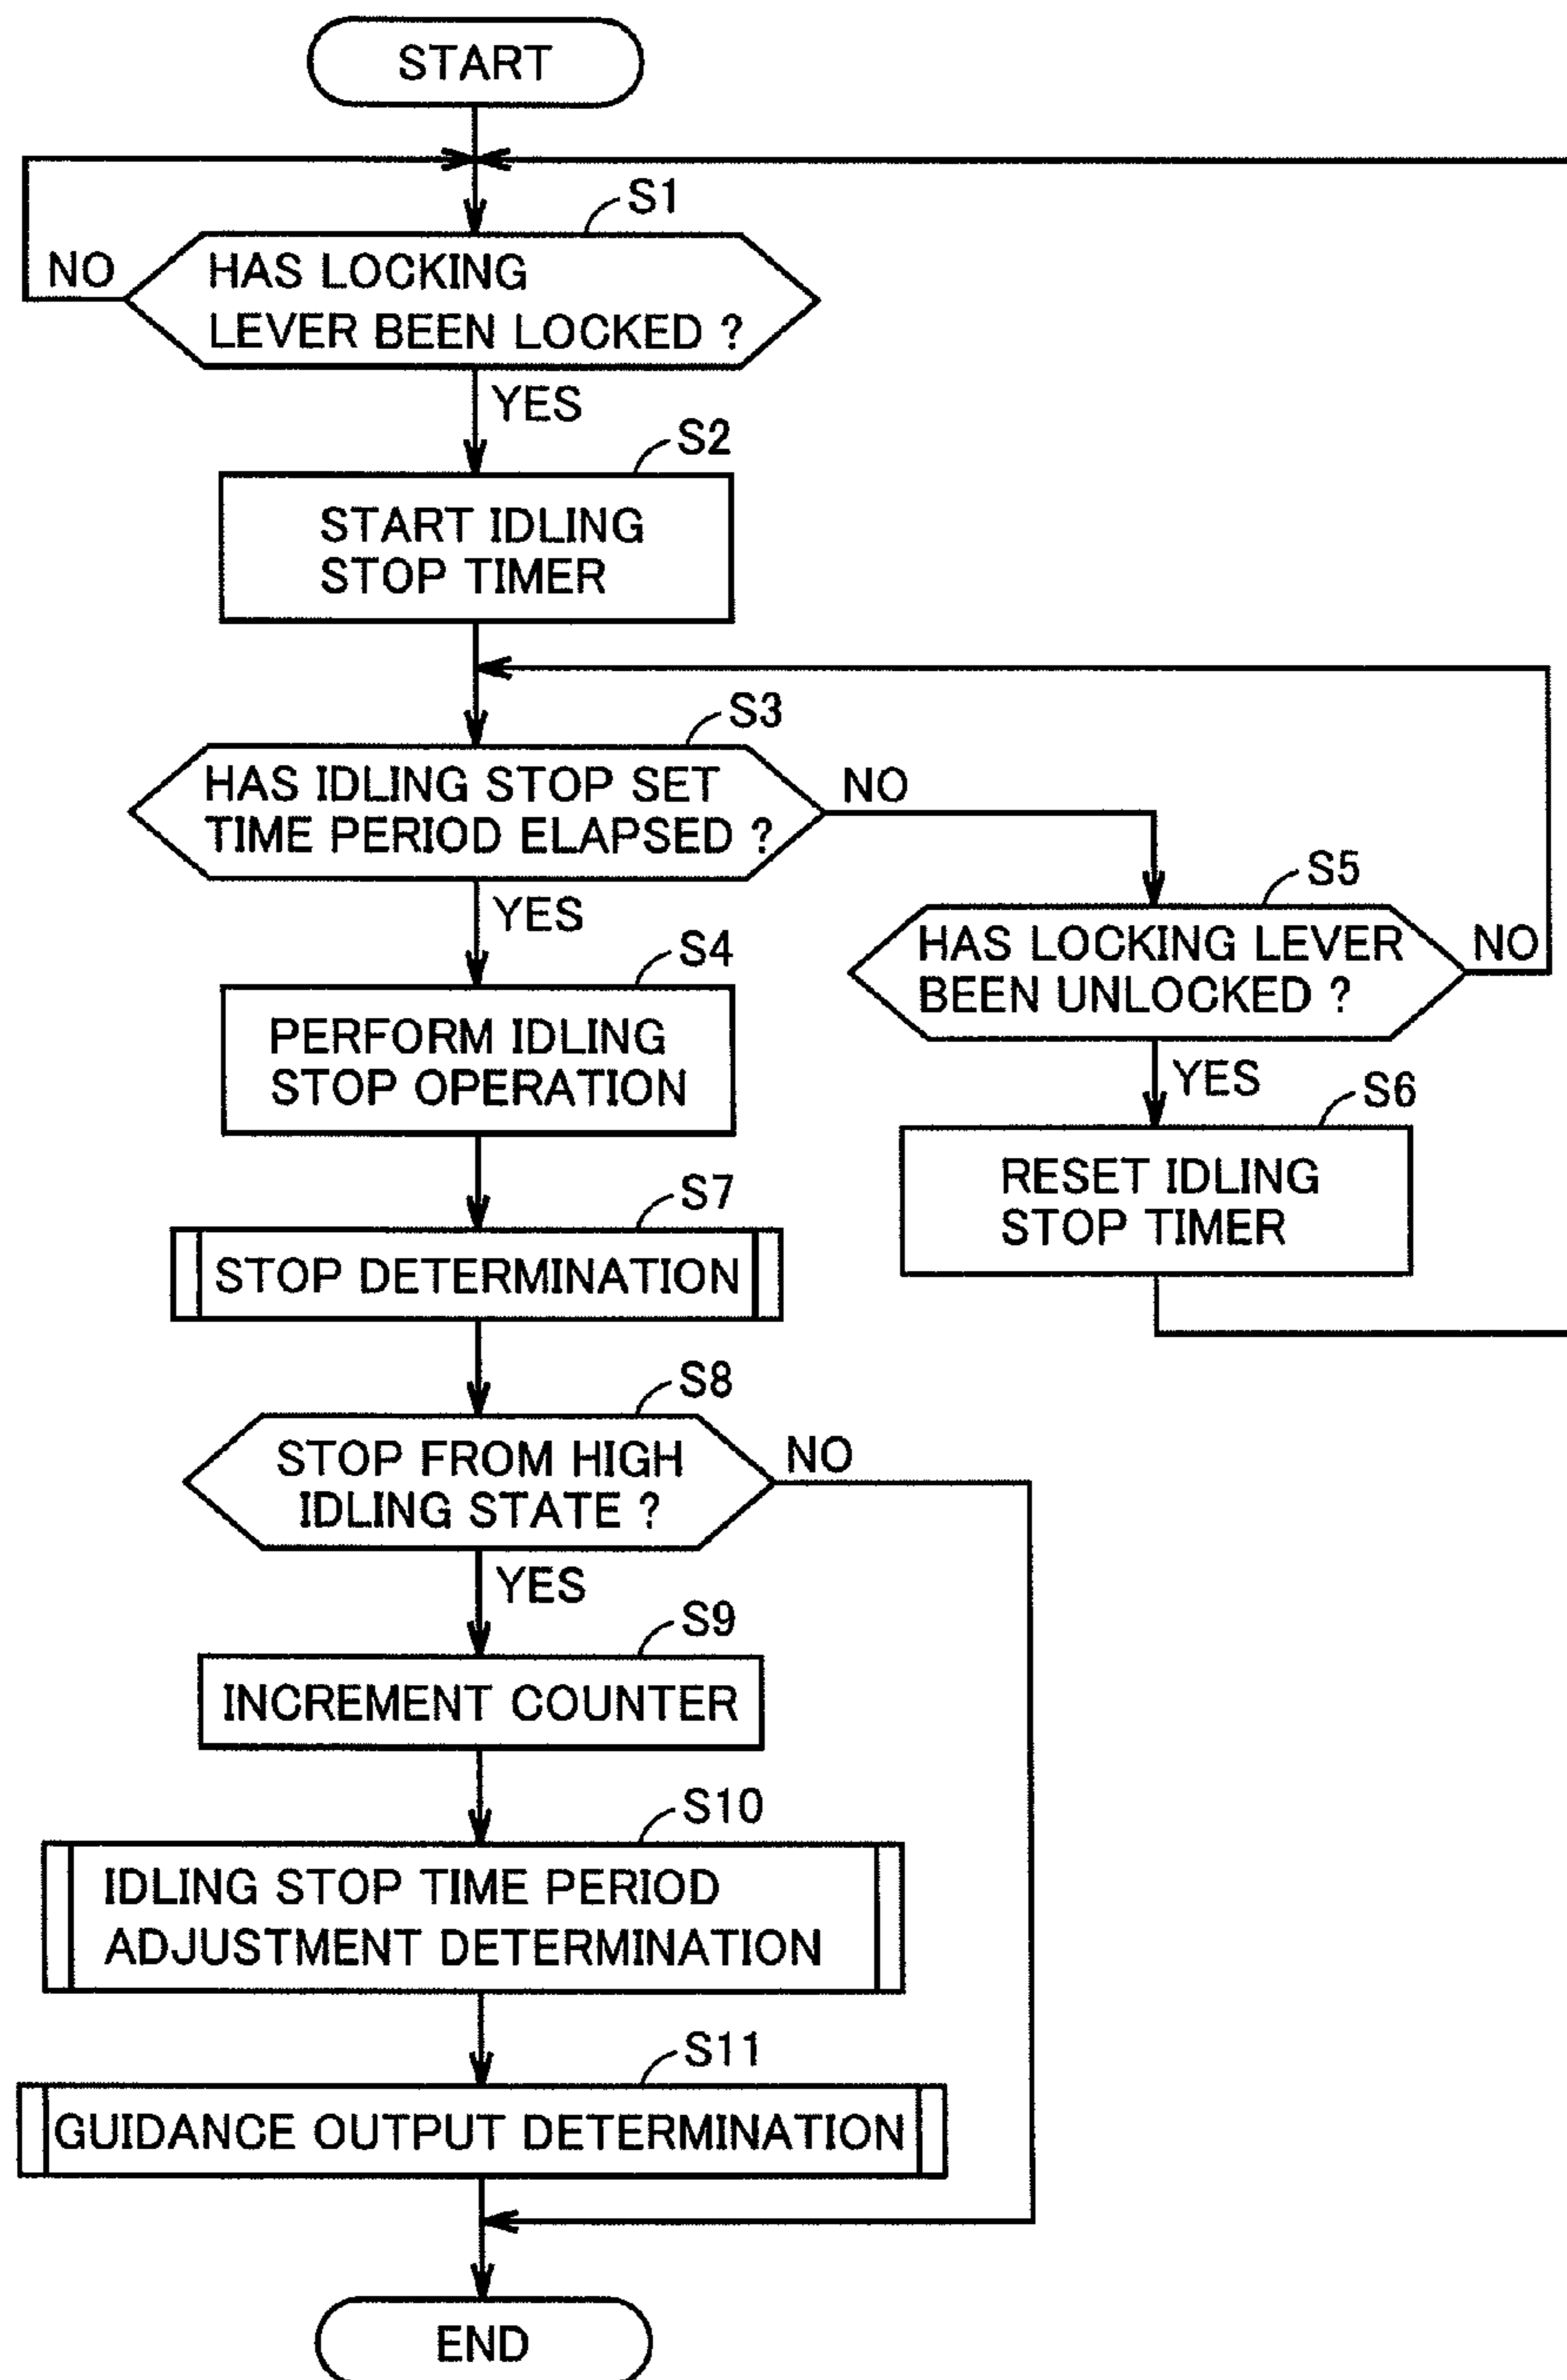 START
S1
NO
HAS LOCKING
LEVER BEEN LOCKED ?
YES
S2
START IDLING
STOP TIMER
S3
HAS IDLING STOP SET
TIME PERIOD ELAPSED ?
NO
YES
S5
HAS LOCKING LEVER
BEEN UNLOCKED ?
NO
YES
S6
RESET IDLING
STOP TIMER
S4
PERFORM IDLING
STOP OPERATION
S7
STOP DETERMINATION
S8
STOP FROM HIGH
IDLING STATE ?
NO
YES
S9
INCREMENT COUNTER
S10
IDLING STOP TIME PERIOD
ADJUSTMENT DETERMINATION
S11
GUIDANCE OUTPUT DETERMINATION
END